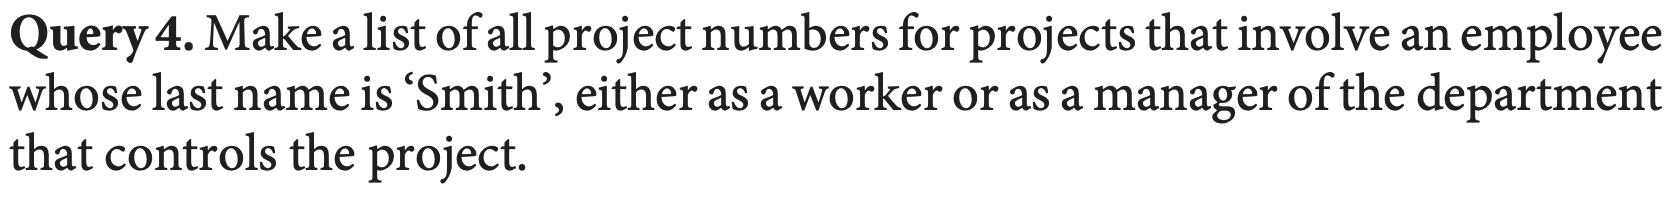 Query 4. Make a list of all project numbers for projects that involve an employee
whose last name is ‘Smith’, either as a worker or as a manager of the department
that controls the project.